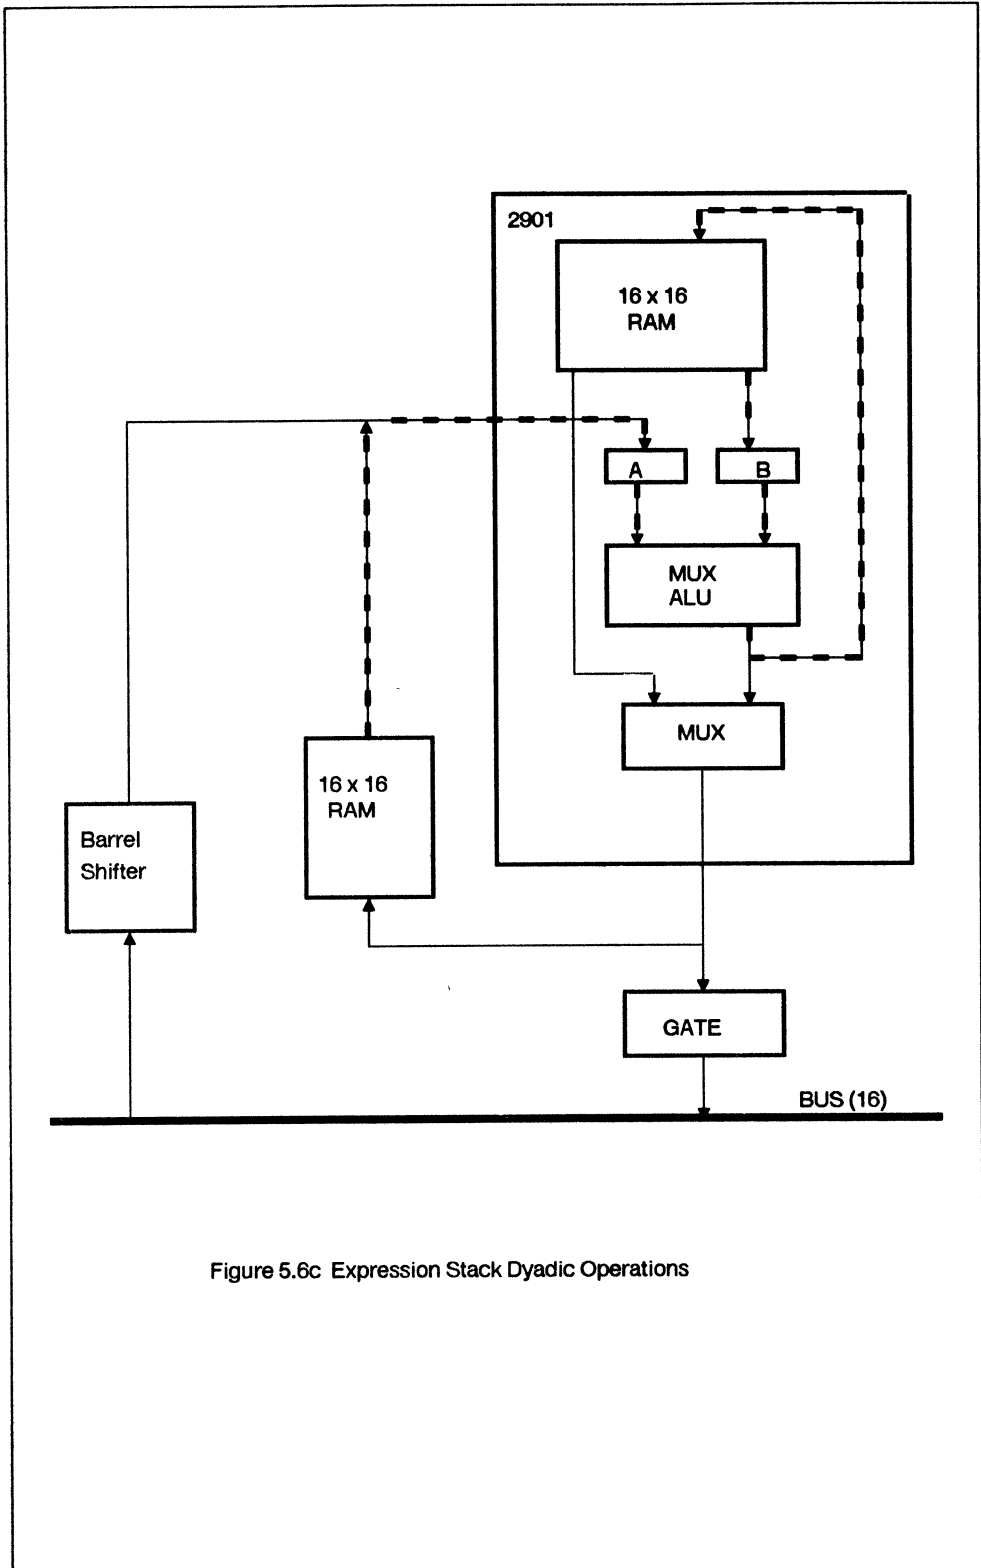 2901
16 x 16
RAM
A
B
MUX
ALU
MUX
16 x 16
RAM
Barrel
Shifter
GATE
BUS (16)
Figure 5.6c Expression Stack Dyadic Operations